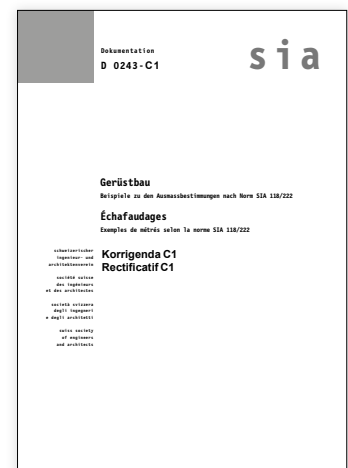 Dokumentation
D 0243-C1
sia
Gerüstbau
Beispiele zu den Ausmassbestimmungen nach Norm SIA 118/222
Échafaudages
Exemples de métrés selon la norme SIA 118/222
Korrigenda C1
Rectificatif C1
schweizerischer
ingenieur- und
architektenverein
société suisse
des ingénieurs
et des architectes
società svizzera
degli ingegneri
e degli architetti
swiss society
of engineers
and architects